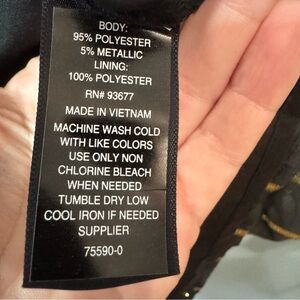 BODY:
95% POLYESTER
5% METALLIC
LINING:
100% POLYESTER
RN# 93677
MADE IN VIETNAM
MACHINE WASH COLD
WITH LIKE COLORS
USE ONLY NON
CHLORINE BLEACH
WHEN NEEDED
TUMBLE DRY LOW
COOL IRON IF NEEDED
SUPPLIER
75590-0